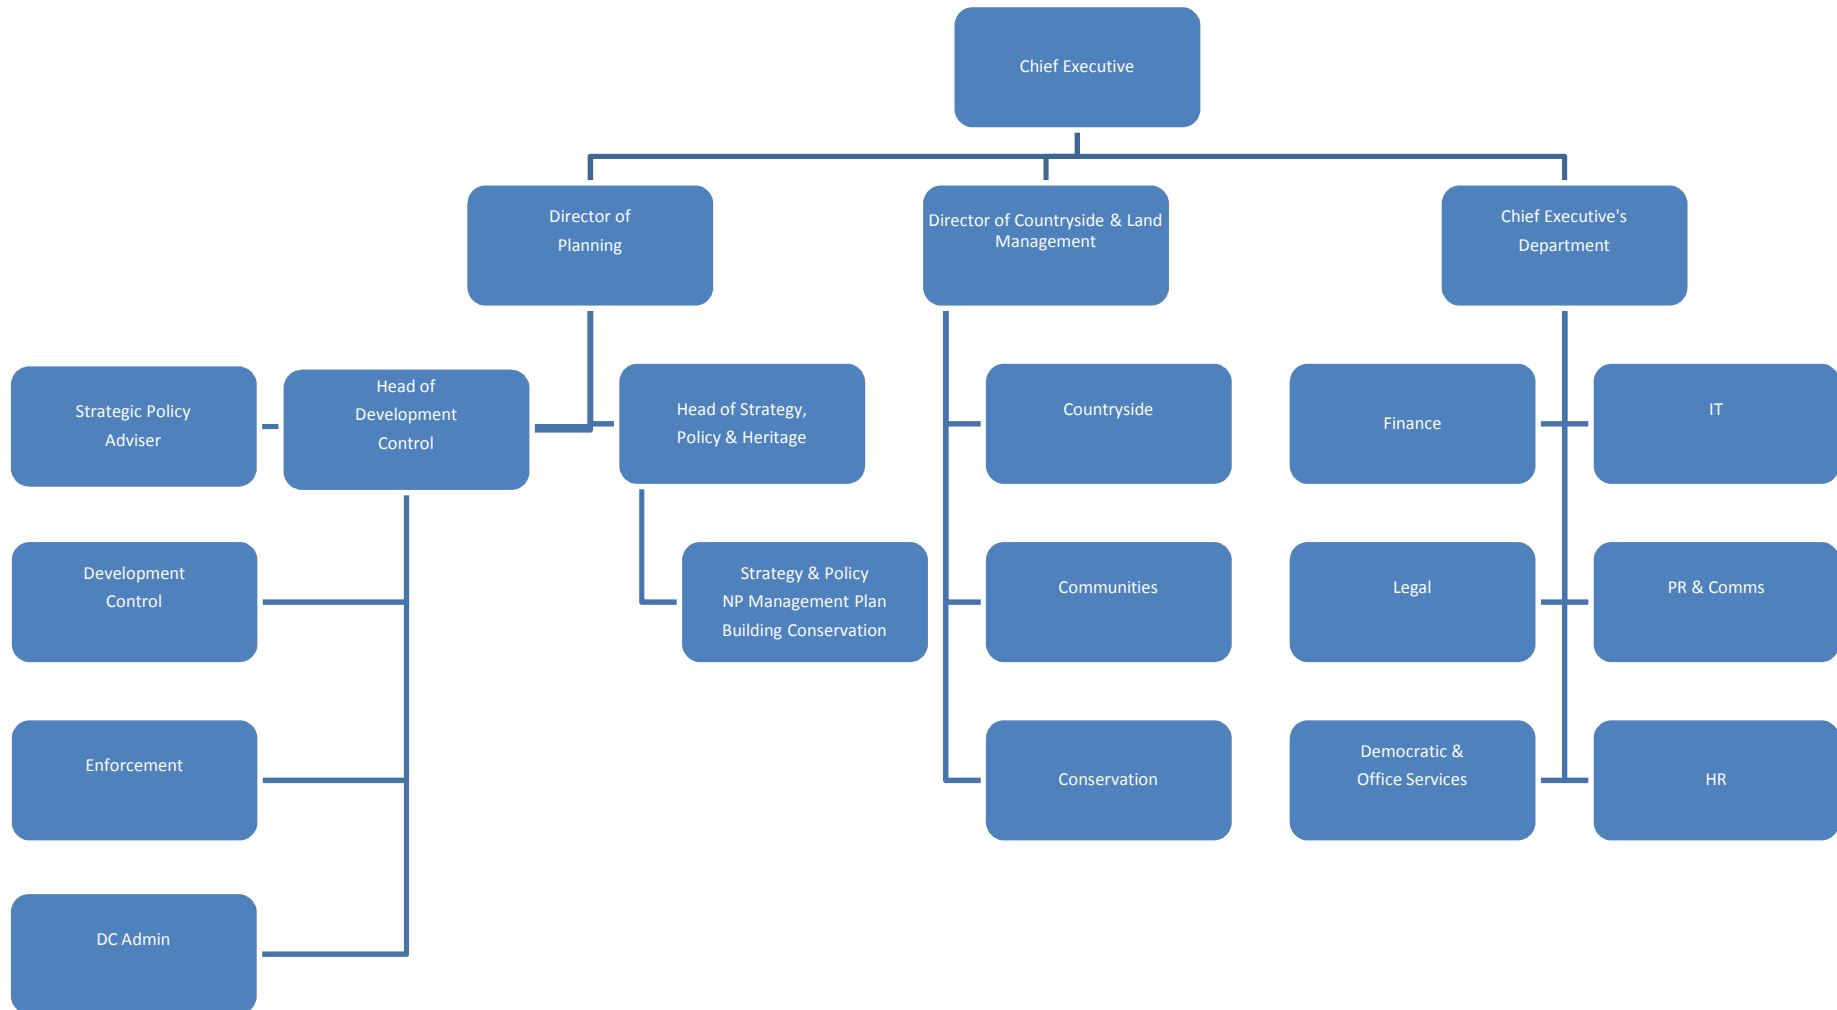 Chief Executive
Director of
Planning
Director of Countryside & Land
Management
Chief Executive's
Department
Strategic Policy
Adviser
Head of
Development
Control
Head of Strategy,
Policy & Heritage
Countryside
Finance
IT
Development
Control
Strategy & Policy
NP Management Plan
Building Conservation
Communities
Legal
PR & Comms
Enforcement
Conservation
Democratic &
Office Services
HR
DC Admin